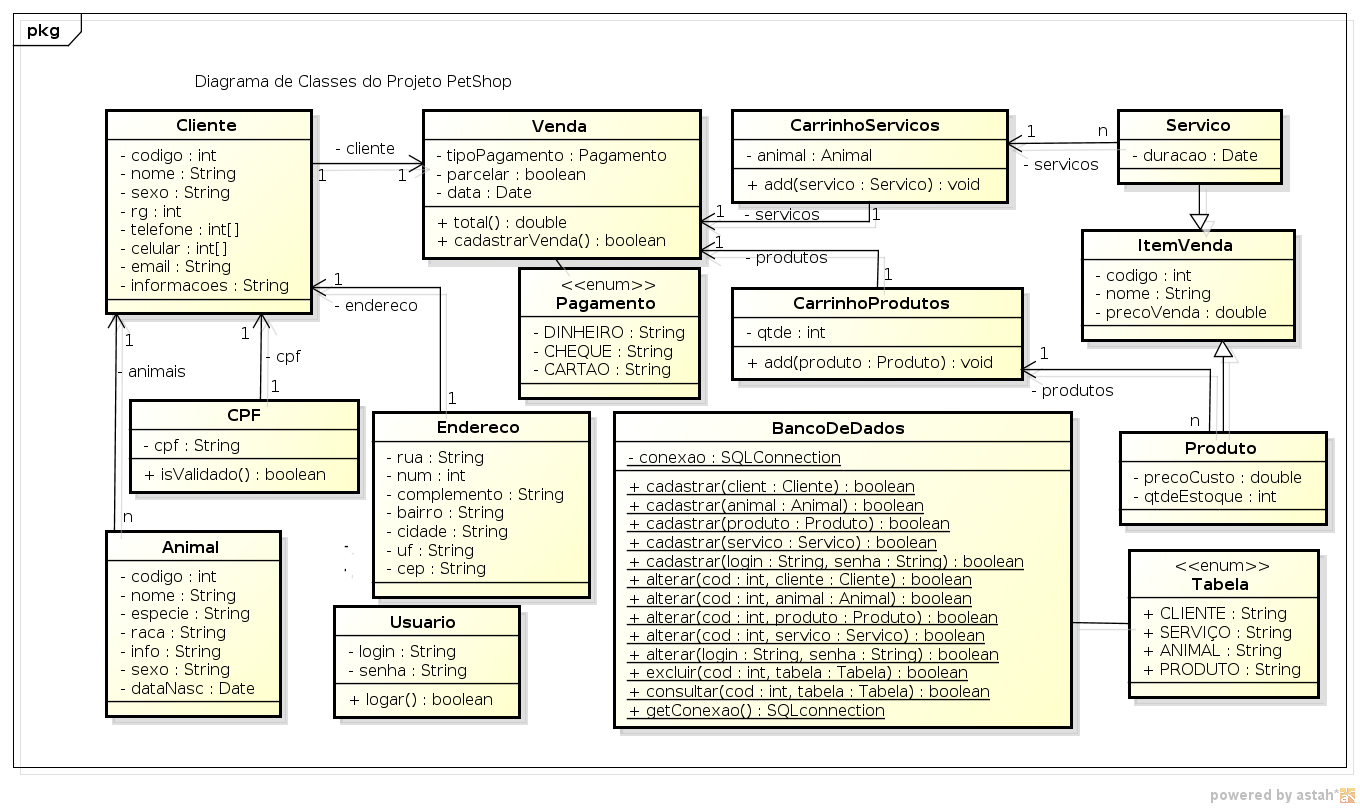 pkg
Diagrama de Classes do Projeto PetShop
Cliente
- codigo : int
- nome : String
- sexo : String
- rg : int
- telefone : int[]
- celular : int[]
- email : String
- informacoes : String
- cliente
1
1
Venda
- tipoPagamento : Pagamento
- parcelar : boolean
- data : Date
+ total() : double
+ cadastrarVenda() : boolean
CarrinhoServicos
- animal : Animal
+ add(servico : Servico) : void
1
n
- servicos
Servico
- duracao : Date
1
- servicos
1
1
- produtos
1
ItemVenda
- codigo : int
- nome : String
- precoVenda : double
<<enum>>
Pagamento
- DINHEIRO : String
- CHEQUE : String
- CARTAO : String
CarrinhoProdutos
- qtde : int
+ add(produto : Produto) : void
1
- produtos
n
1
- endereco
1
1
- animais
n
1
- cpf
1
CPF
- cpf : String
+ isValidado() : boolean
Endereco
- rua : String
- num : int
- complemento : String
- bairro : String
- cidade : String
- uf : String
- cep : String
BancoDeDados
- conexao : SQLConnection
+ cadastrar(client : Cliente) : boolean
+ cadastrar(animal : Animal) : boolean
+ cadastrar(produto : Produto) : boolean
+ cadastrar(servico : Servico) : boolean
+ cadastrar(login : String, senha : String) : boolean
+ alterar(cod : int, cliente : Cliente) : boolean
+ alterar(cod : int, animal : Animal) : boolean
+ alterar(cod : int, produto : Produto) : boolean
+ alterar(cod : int, servico : Servico) : boolean
+ alterar(login : String, senha : String) : boolean
+ excluir(cod : int, tabela : Tabela) : boolean
+ consultar(cod : int, tabela : Tabela) : boolean
+ getConexao() : SQLconnection
Produto
- precoCusto : double
- qtdeEstoque : int
Animal
- codigo : int
- nome : String
- especie : String
- raca : String
- info : String
- sexo : String
- dataNasc : Date
Usuario
- login : String
- senha : String
+ logar() : boolean
<<enum>>
Tabela
+ CLIENTE : String
+ SERVIÇO : String
+ ANIMAL : String
+ PRODUTO : String
powered by astah*